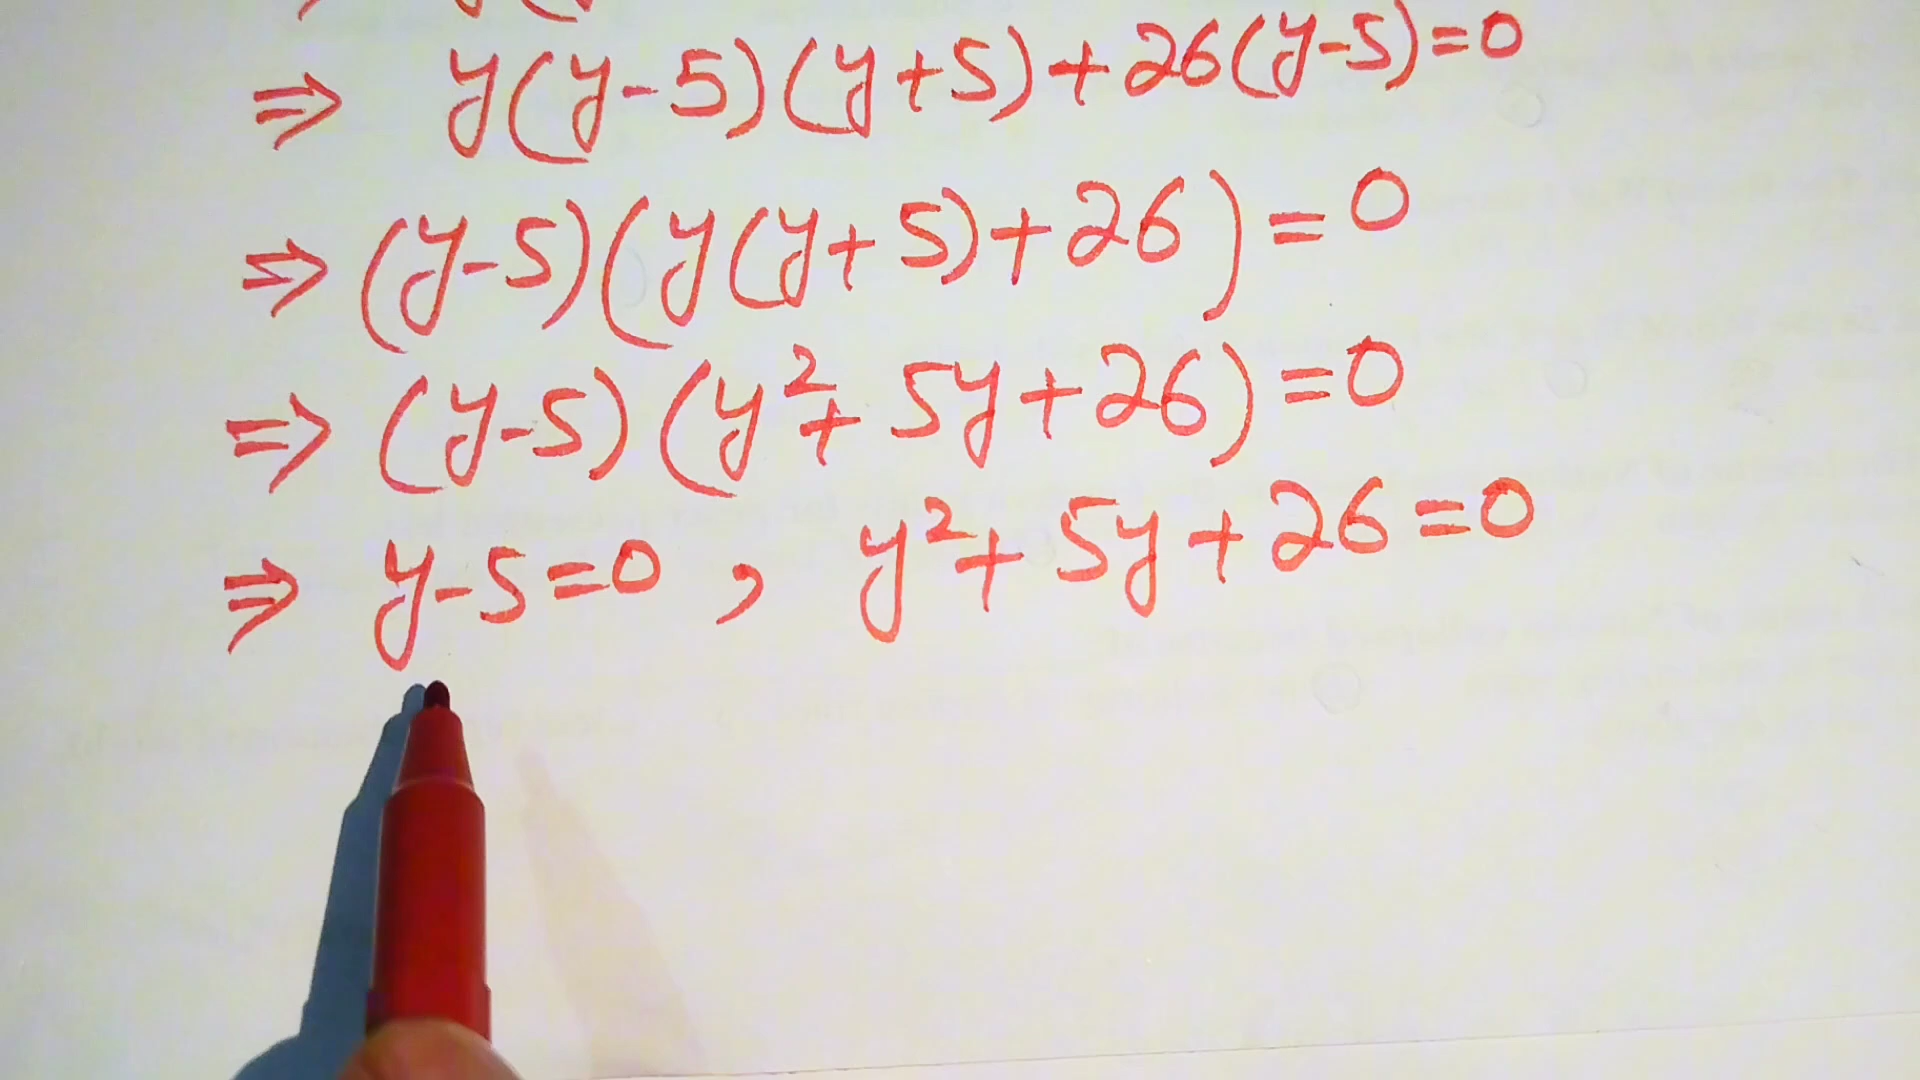 ⇒ y(y-5)(y+5)+26(y-5)=0
⇒ (y-5)(y(y+5)+26)=0
⇒ (y-5)(y²+5y+26)=0
⇒ y-5=0 , y²+5y+26=0